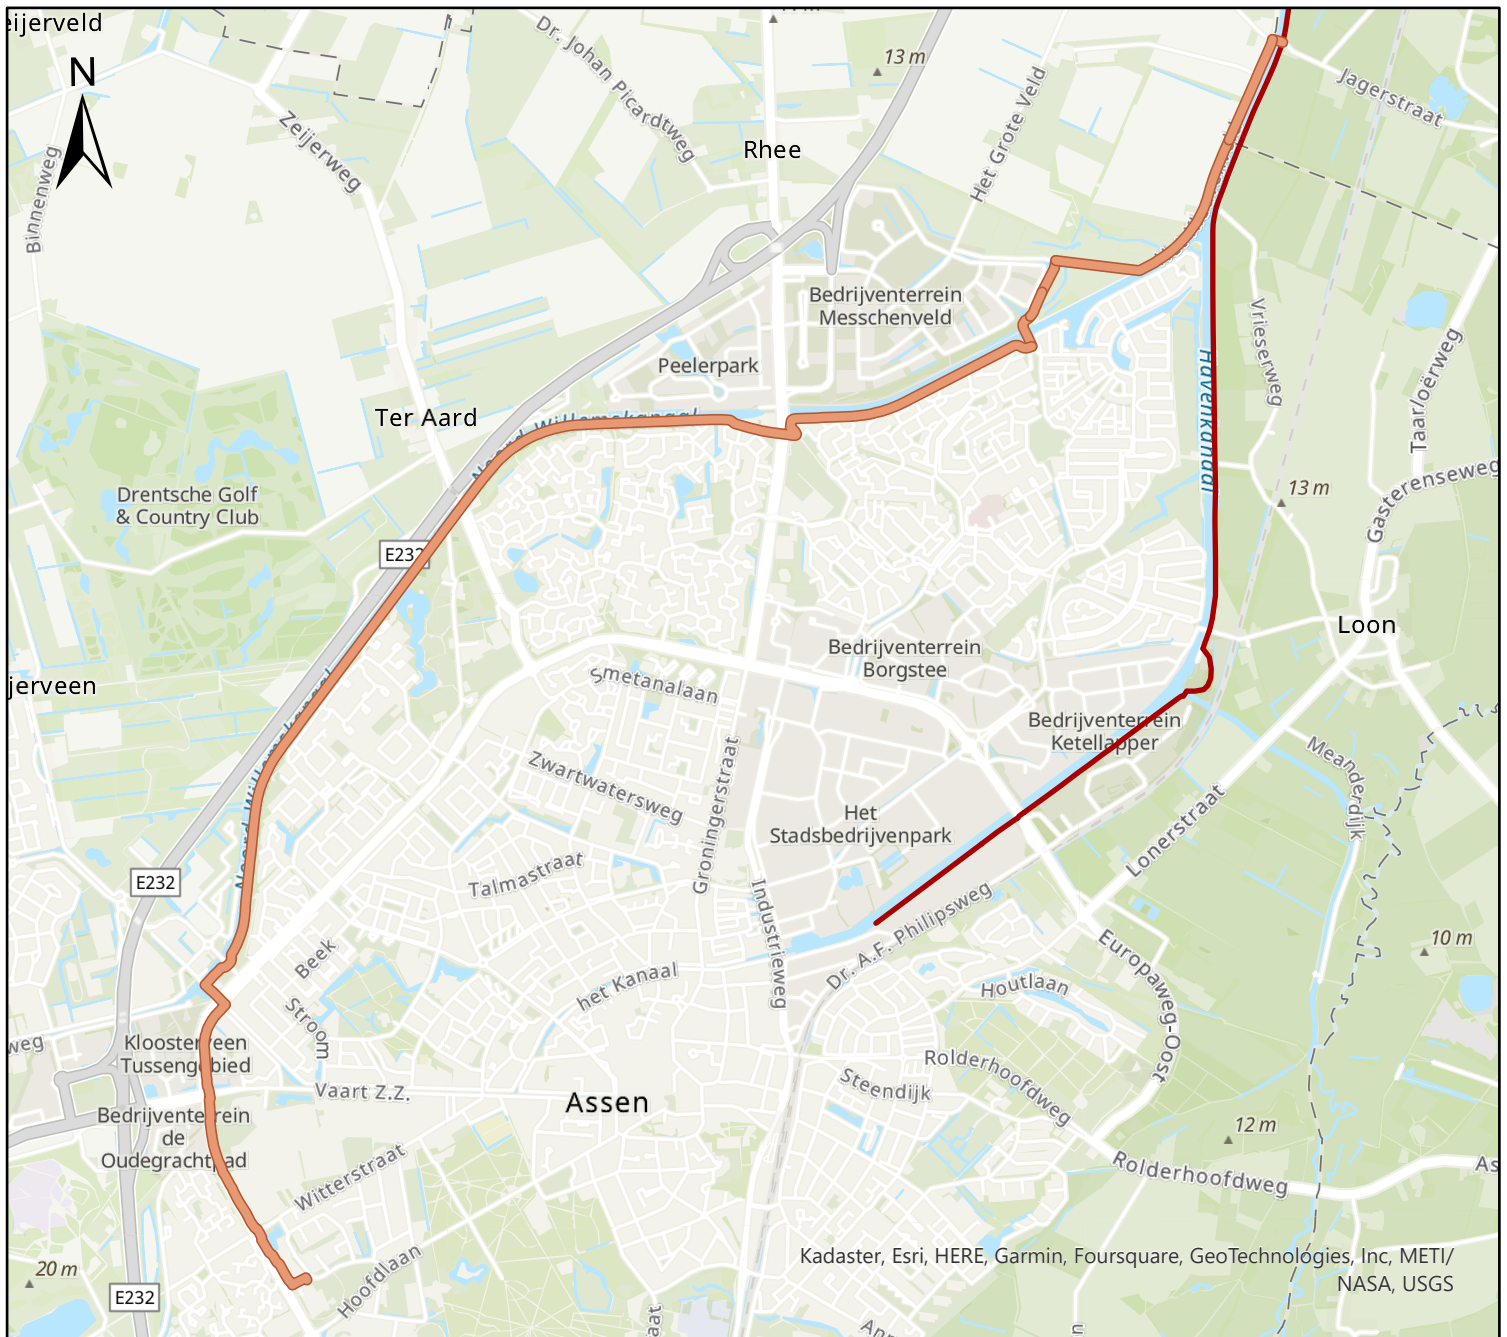 eijerveld
N
13 m
Dr. Johan Picardtweg
Jagerstraat
Zeijerweg
Het Grote Veld
Rhee
Binnenweg
Bedrijventerrein
Messchenveld
Vrieserweg
Peelerpark
Havenkanaal
Taarloërweg
Ter Aard
Noord-Willemskanaal
Gasterenseweg
Drentsche Golf
& Country Club
13 m
E232
Loon
Bedrijventerrein
Borgstee
jerveen
Smetanalaan
Noord-Willemskanaal
Bedrijventerrein
Ketellapper
Meanderdijk
Zwartwatersweg
Groningerstraat
Het
Stadsbedrijvenpark
Lonerstraat
E232
Talmastraat
Industrieweg
Dr. A.F. Philipsweg
10 m
Beek
Stroom
het Kanaal
Houtlaan
Europaweg-Oost
weg
Kloosterveen
Tussengebied
Vaart Z.Z.
Assen
Steendijk
Rolderhoofdweg
Bedrijventerrein
de
Oudegrachtpad
12 m
Witterstraat
Rolderhoofdweg
As
20 m
Hoofdlaan
E232
Kadaster, Esri, HERE, Garmin, Foursquare, GeoTechnologies, Inc, METI/
NASA, USGS
aat